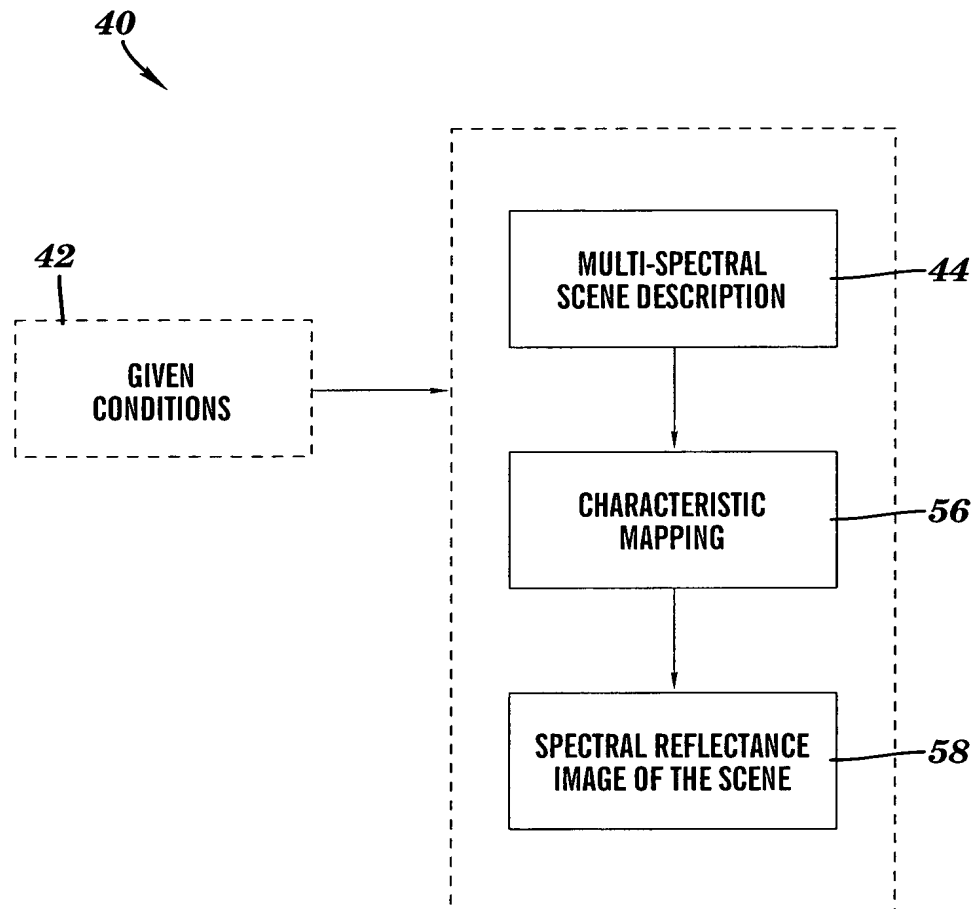 40
42
GIVEN
CONDITIONS
MULTI-SPECTRAL
SCENE DESCRIPTION
44
CHARACTERISTIC
MAPPING
56
SPECTRAL REFLECTANCE
IMAGE OF THE SCENE
58